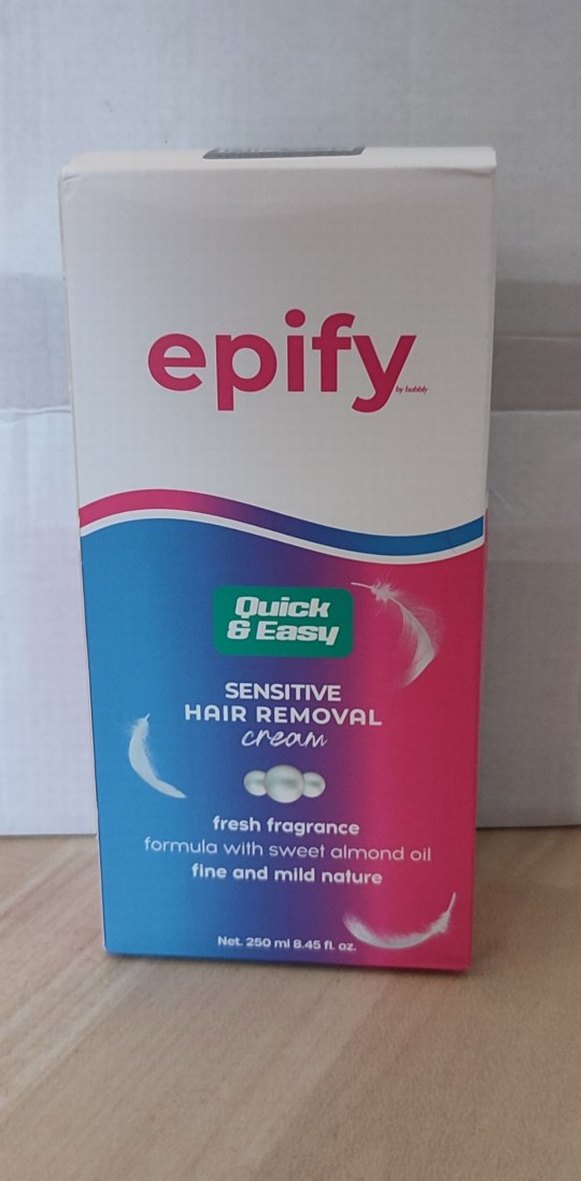 epify
by bubbly
Quick
& Easy
SENSITIVE
HAIR REMOVAL
cream
fresh fragrance
formula with sweet almond oil
fine and mild nature
Net. 250 ml 8.45 fl. oz.